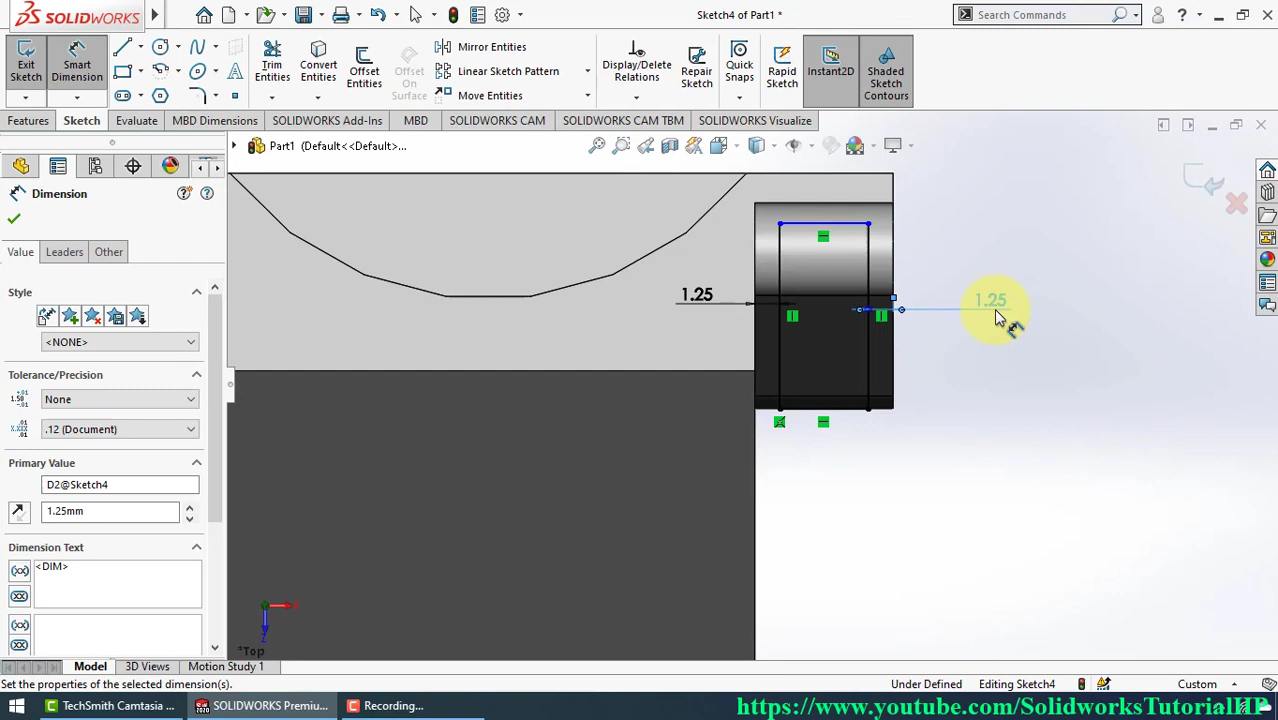 SOLIDWORKS
Sketch4 of Part1 *
Search Commands
?
Exit Sketch
Smart Dimension
Trim Entities
Convert Entities
Offset Entities
Offset On Surface
Mirror Entities
Linear Sketch Pattern
Move Entities
Display/Delete Relations
Repair Sketch
Quick Snaps
Rapid Sketch
Instant2D
Shaded Sketch Contours
Features
Sketch
Evaluate
MBD Dimensions
SOLIDWORKS Add-Ins
MBD
SOLIDWORKS CAM
SOLIDWORKS CAM TBM
SOLIDWORKS Visualize
Part1 (Default<<Default>...
Dimension
Value
Leaders
Other
Style
<NONE>
Tolerance/Precision
None
.12 (Document)
Primary Value
D2@Sketch4
1.25mm
Dimension Text
<DIM>
1.25
1.25
X
Z
*Top
Model
3D Views
Motion Study 1
Set the properties of the selected dimension(s).
Under Defined
Editing Sketch4
Custom
TechSmith Camtasia ...
SOLIDWORKS Premiu...
Recording...
https://www.youtube.com/SolidworksTutorialHP